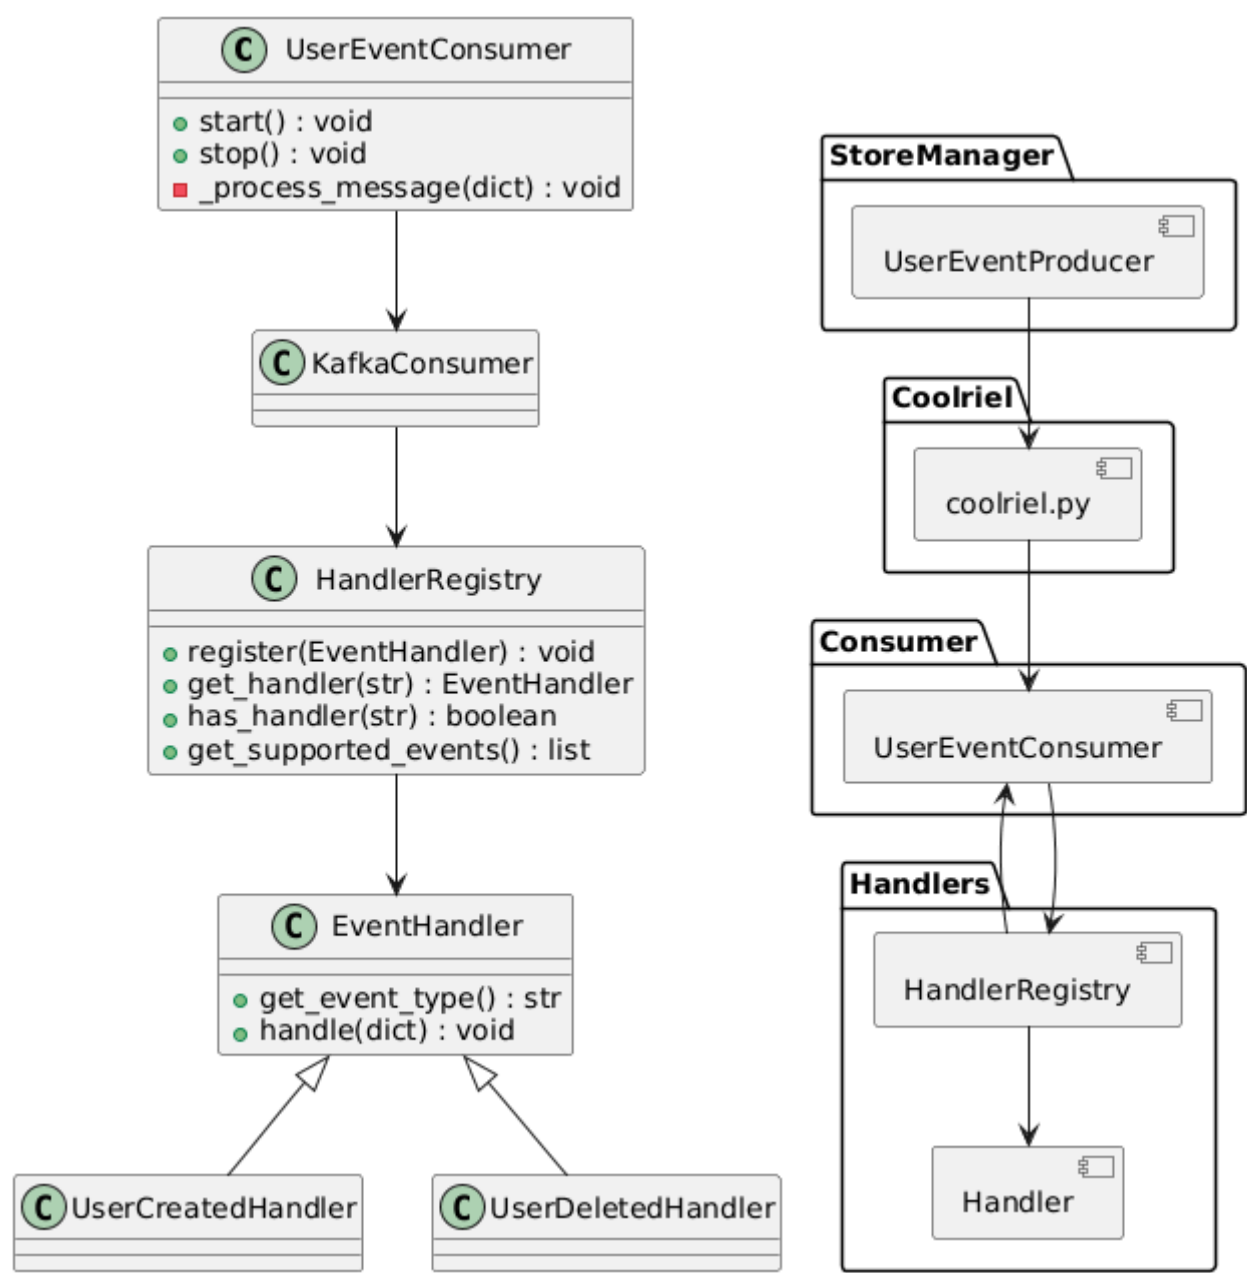 C UserEventConsumer
start() : void
stop() : void
_process_message(dict) : void
C KafkaConsumer
C HandlerRegistry
register(EventHandler) : void
get_handler(str) : EventHandler
has_handler(str) : boolean
get_supported_events() : list
C EventHandler
get_event_type() : str
handle(dict) : void
C UserCreatedHandler
C UserDeletedHandler
StoreManager
UserEventProducer
Coolriel
coolriel.py
Consumer
UserEventConsumer
Handlers
HandlerRegistry
Handler